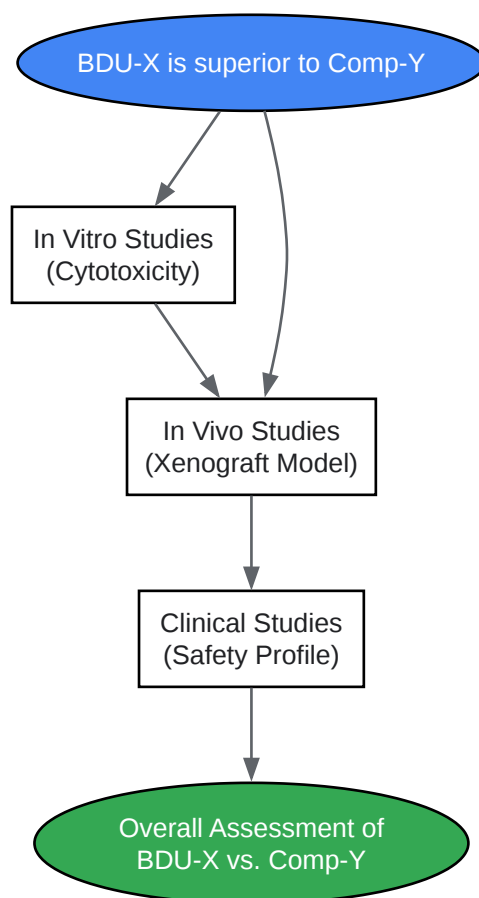 BDU-X is superior to Comp-Y
In Vitro Studies
(Cytotoxicity)
In Vivo Studies
(Xenograft Model)
Clinical Studies
(Safety Profile)
Overall Assessment of
BDU-X vs. Comp-Y